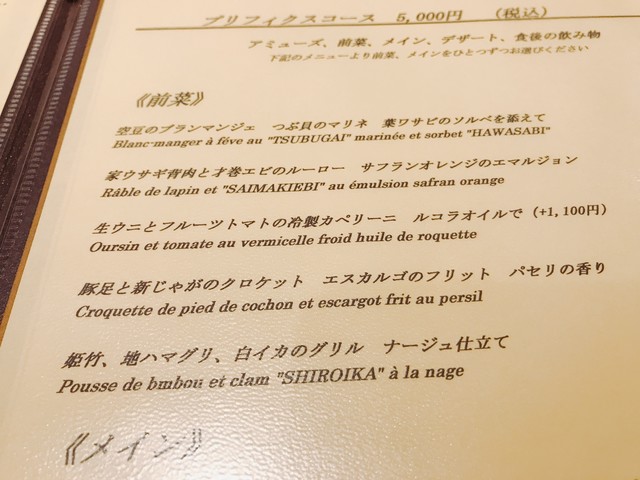 プリフィクスコース 5,000円 (税込)
アミューズ、前菜、メイン、デザート、食後の飲み物
下記のメニューより前菜、メインをひとつずつお選びください
《前菜》
空豆のブランマンジェ つぶ貝のマリネ 葉ワサビのソルベを添えて
Blanc-manger à fève au "TSUBUGAI" marinée et sorbet "HAWASABI"
家ウサギ背肉と才巻エビのルーロー サフランオレンジのエマルジョン
Râble de lapin et "SAIMAKIEBI" au émulsion safran orange
生ウニとフルーツトマトの冷製カペリーニ ルコラオイルで (+1,100円)
Oursin et tomate au vermicelle froid huile de roquette
豚足と新じゃがのクロケット エスカルゴのフリット パセリの香り
Croquette de pied de cochon et escargot frit au persil
姫竹、地ハマグリ、白イカのグリル ナージュ仕立て
Pousse de bmbou et clam "SHIROIKA" à la nage
《メイン》